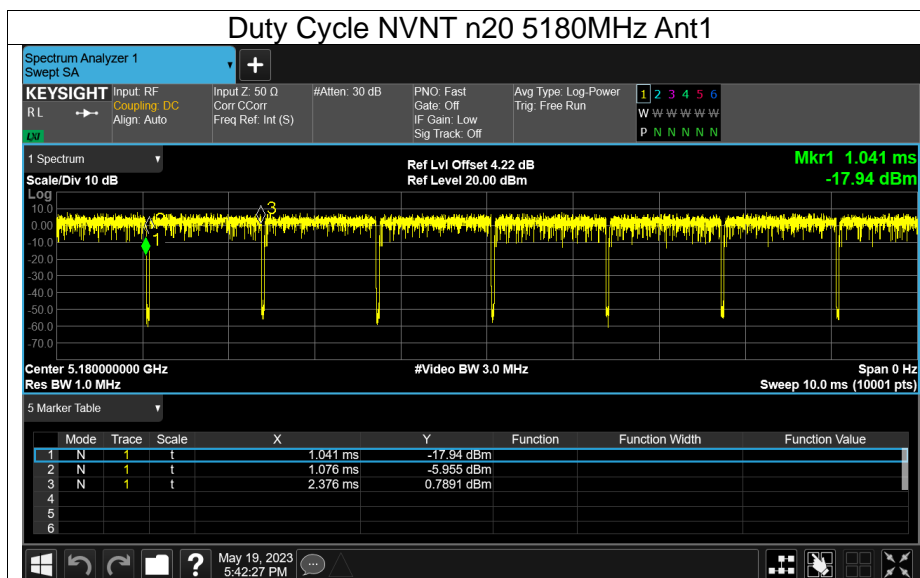 Duty Cycle NVNT n20 5180MHz Ant1
Spectrum Analyzer 1
Swept SA
+
KEYSIGHT Input: RF Input Z: 50 Ω #Atten: 30 dB PNO: Fast Avg Type: Log-Power 1 2 3 4 5 6
R L Coupling: DC Corr CCorr Gate: Off Trig: Free Run W W W W W W
Align: Auto Freq Ref: Int (S) IF Gain: Low P N N N N N
LXI Sig Track: Off
1 Spectrum Ref Lvl Offset 4.22 dB Mkr1 1.041 ms
Scale/Div 10 dB Ref Level 20.00 dBm -17.94 dBm
Log
10.0
0.00
-10.0
-20.0
-30.0
-40.0
-50.0
-60.0
-70.0
2
1
3
Center 5.180000000 GHz #Video BW 3.0 MHz Span 0 Hz
Res BW 1.0 MHz Sweep 10.0 ms (10001 pts)
5 Marker Table
Mode Trace Scale X Y Function Function Width Function Value
1 N 1 t 1.041 ms -17.94 dBm
2 N 1 t 1.076 ms -5.955 dBm
3 N 1 t 2.376 ms 0.7891 dBm
4
5
6
? May 19, 2023
5:42:27 PM